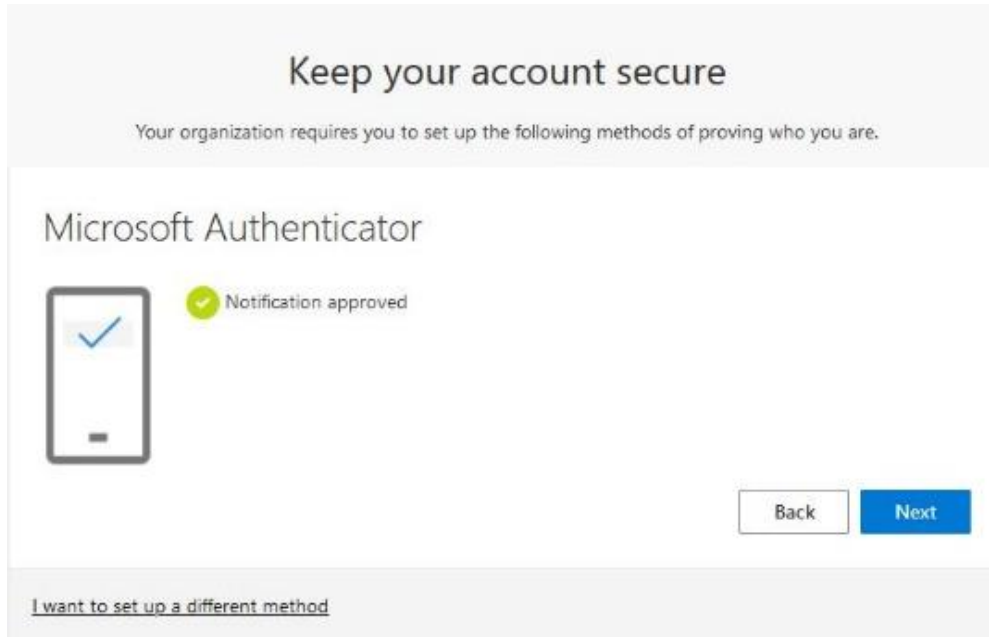 Keep your account secure
Your organization requires you to set up the following methods of proving who you are.
Microsoft Authenticator
Notification approved
Back
Next
I want to set up a different method